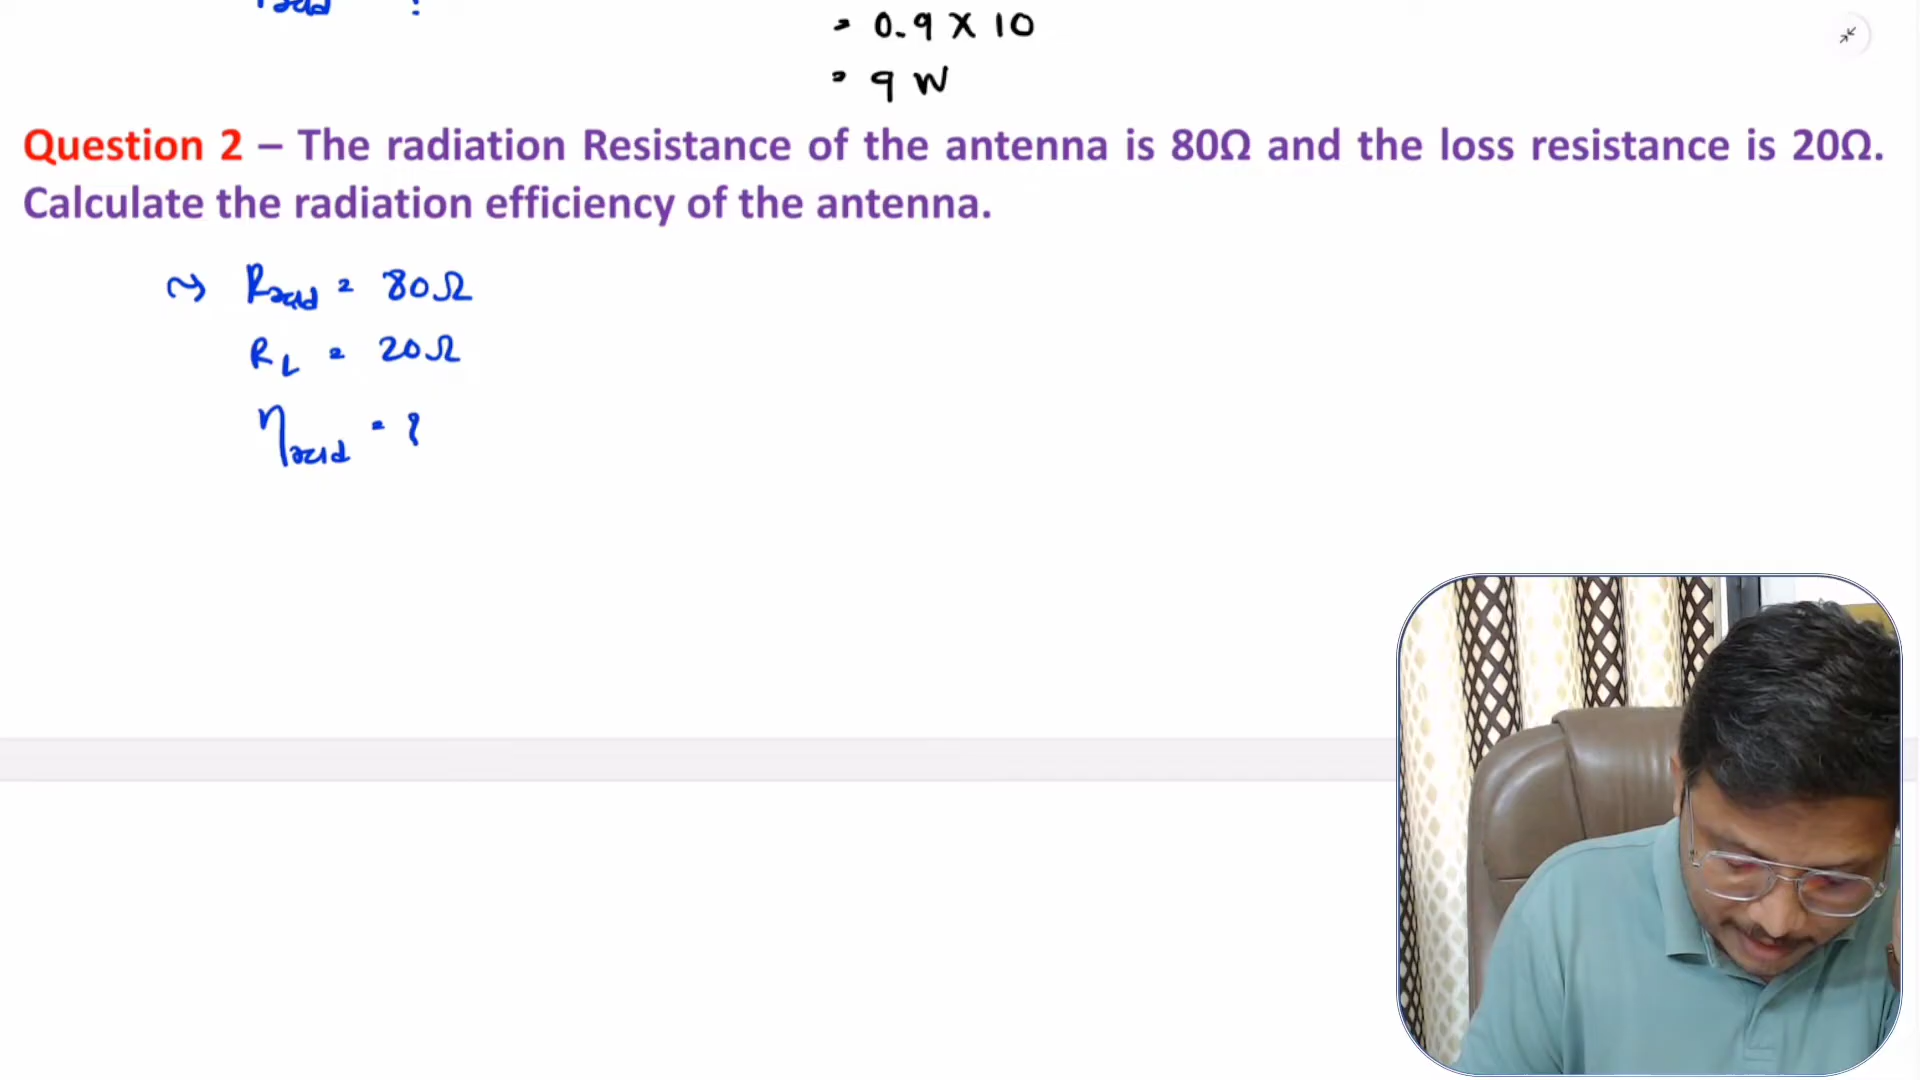 = 0.9 X 10
= 9 W
Question 2 – The radiation Resistance of the antenna is 80Ω and the loss resistance is 20Ω.
Calculate the radiation efficiency of the antenna.
Rrad = 80Ω
RL = 20Ω
ηrad = ?